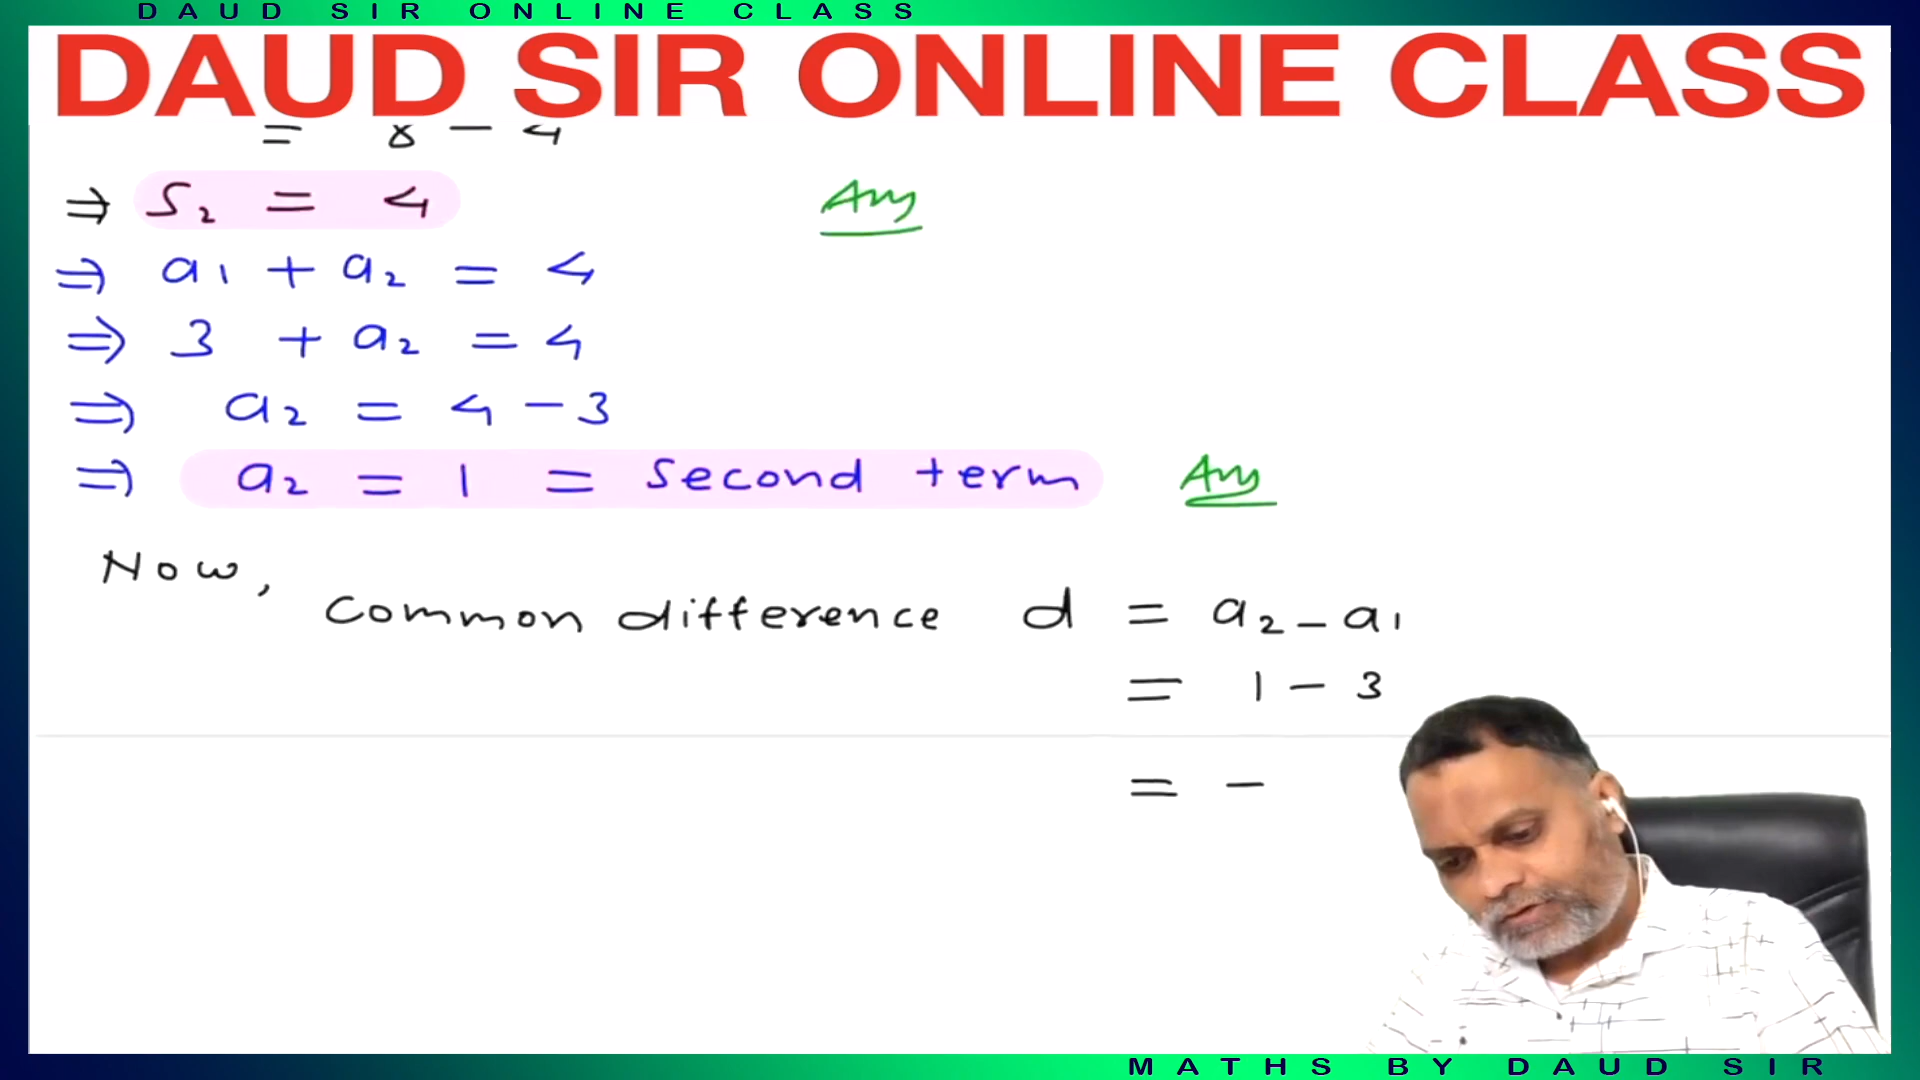 DAUD SIR ONLINE CLASS
DAUD SIR ONLINE CLASS
= 8 - 4
⇒ S₂ = 4 Ans
⇒ a₁ + a₂ = 4
⇒ 3 + a₂ = 4
⇒ a₂ = 4 - 3
⇒ a₂ = 1 = second term Ans
Now,
common difference d = a₂ - a₁
= 1 - 3
= -
MATHS BY DAUD SIR